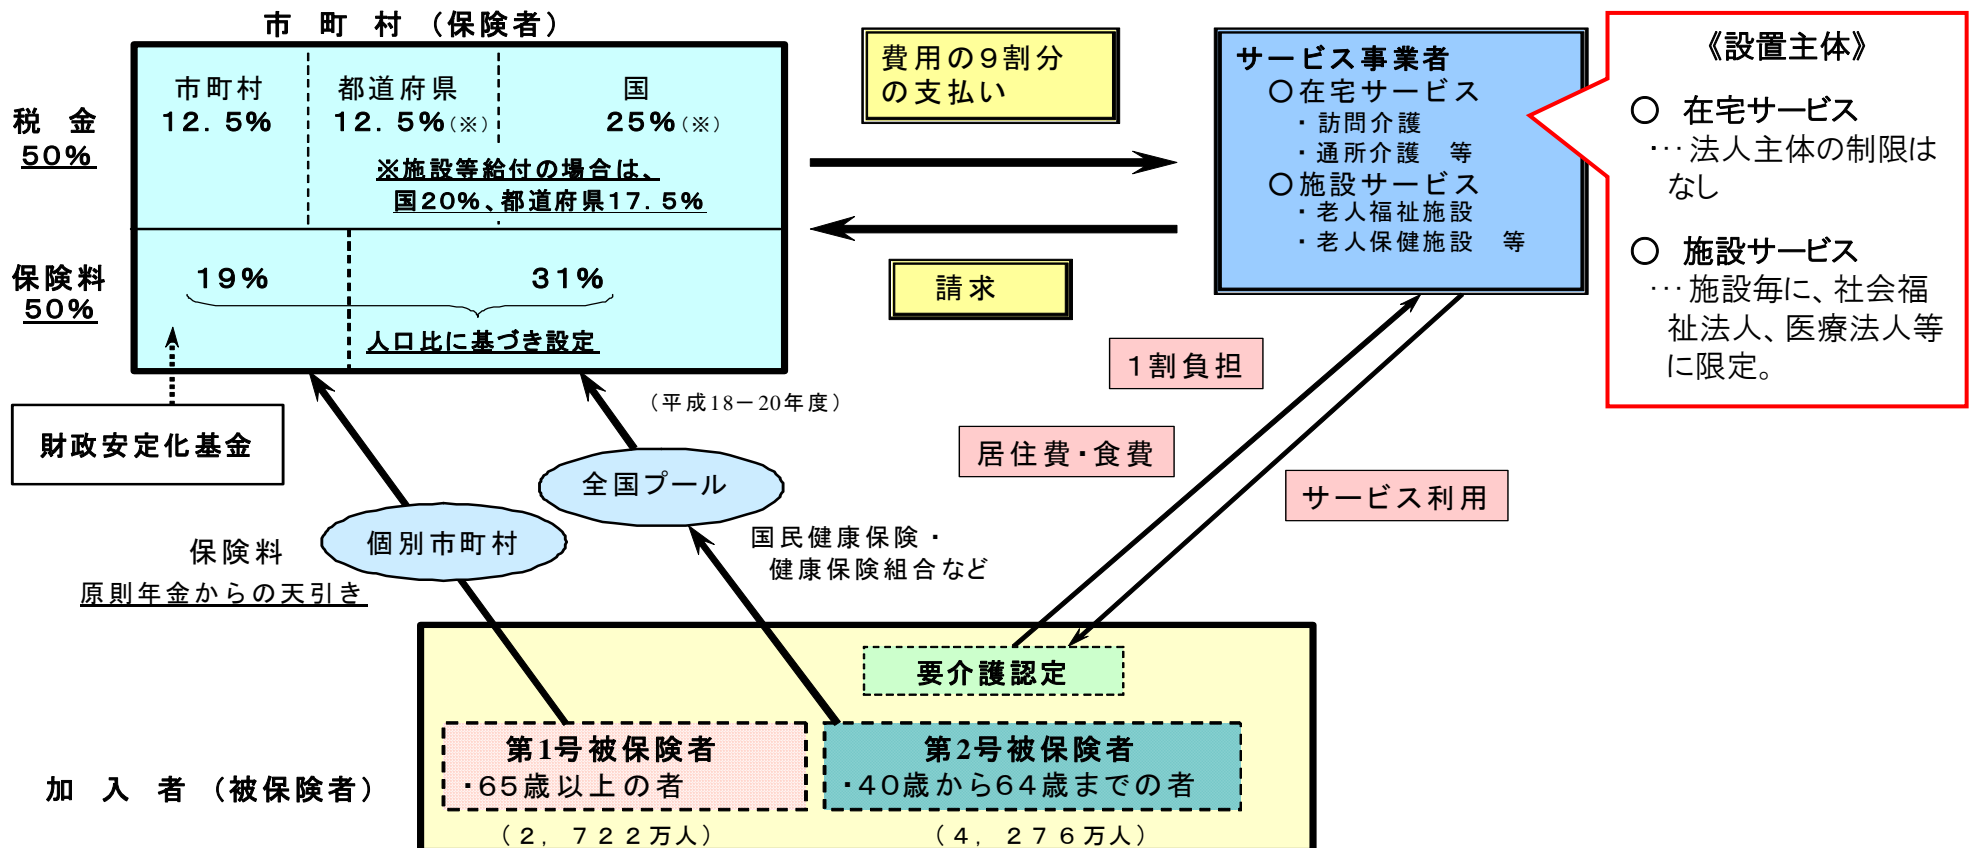 市 町 村 （保険者）
税 金
50%
市町村
12．5%
都道府県
12．5%（※）
国
25%（※）
※施設等給付の場合は、
国20%、都道府県17．5%
保険料
50%
19%
31%
人口比に基づき設定
財政安定化基金
（平成18－20年度）
費用の9割分
の支払い
請求
サービス事業者
○在宅サービス
・訪問介護
・通所介護 等
○施設サービス
・老人福祉施設
・老人保健施設 等
《設置主体》
○ 在宅サービス
…法人主体の制限は
なし
○ 施設サービス
…施設毎に、社会福
祉法人、医療法人等
に限定。
1割負担
居住費・食費
サービス利用
全国プール
個別市町村
保険料
原則年金からの天引き
国民健康保険・
健康保険組合など
要介護認定
加 入 者 （被保険者）
第1号被保険者
・65歳以上の者
（2，722万人）
第2号被保険者
・40歳から64歳までの者
（4，276万人）